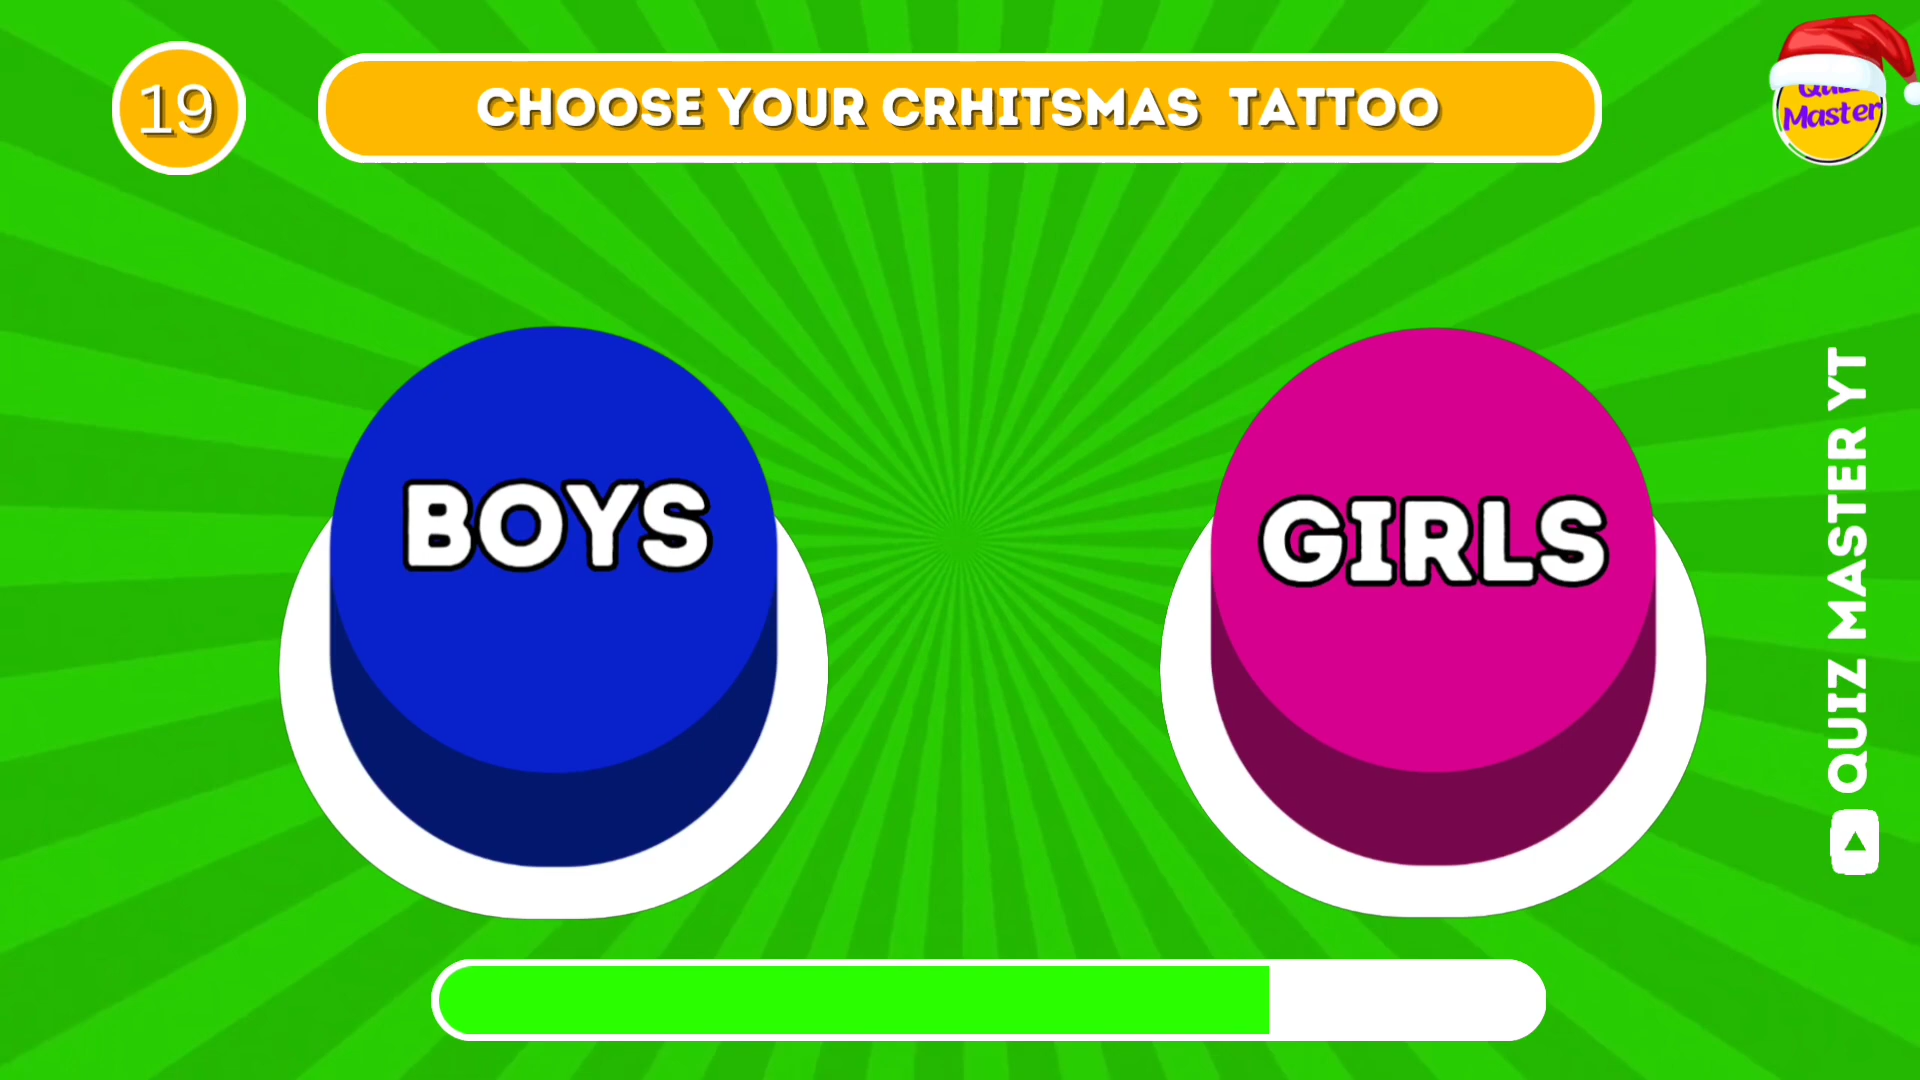 19
CHOOSE YOUR CRHITSMAS TATTOO
Master
BOYS
GIRLS
QUIZ MASTER YT